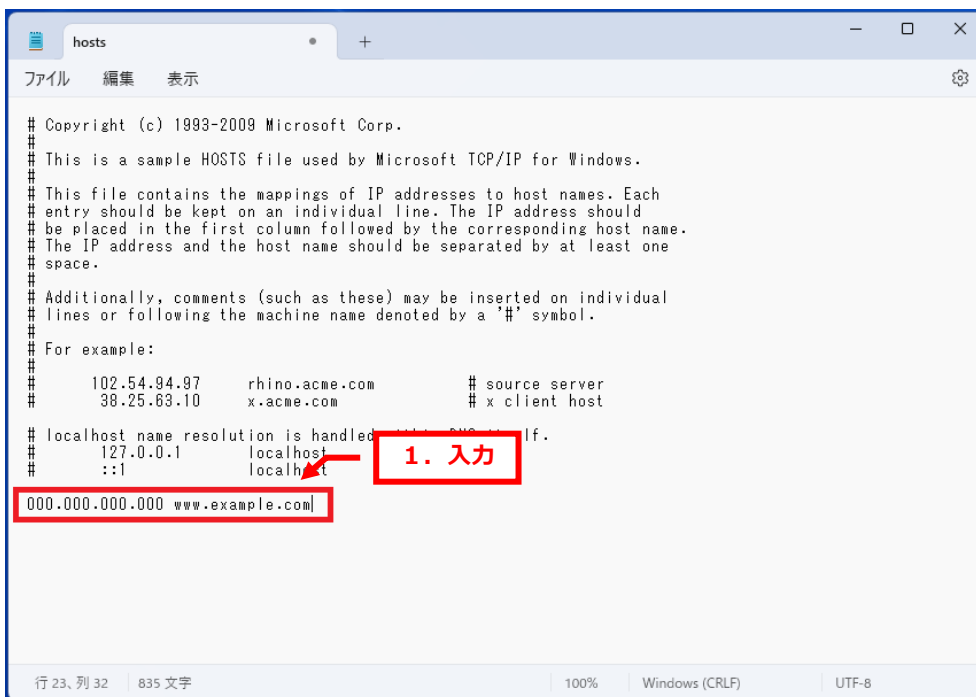 hosts
ファイル 編集 表示
# Copyright (c) 1993-2009 Microsoft Corp.
#
# This is a sample HOSTS file used by Microsoft TCP/IP for Windows.
#
# This file contains the mappings of IP addresses to host names. Each
# entry should be kept on an individual line. The IP address should
# be placed in the first column followed by the corresponding host name.
# The IP address and the host name should be separated by at least one
# space.
#
# Additionally, comments (such as these) may be inserted on individual
# lines or following the machine name denoted by a '#' symbol.
#
# For example:
#
#      102.54.94.97     rhino.acme.com          # source server
#       38.25.63.10     x.acme.com              # x client host
# localhost name resolution is handled
#       127.0.0.1       localhost
#       ::1             localhost
1. 入力
000.000.000.000 www.example.com
行 23、列 32 835 文字 100% Windows (CRLF) UTF-8